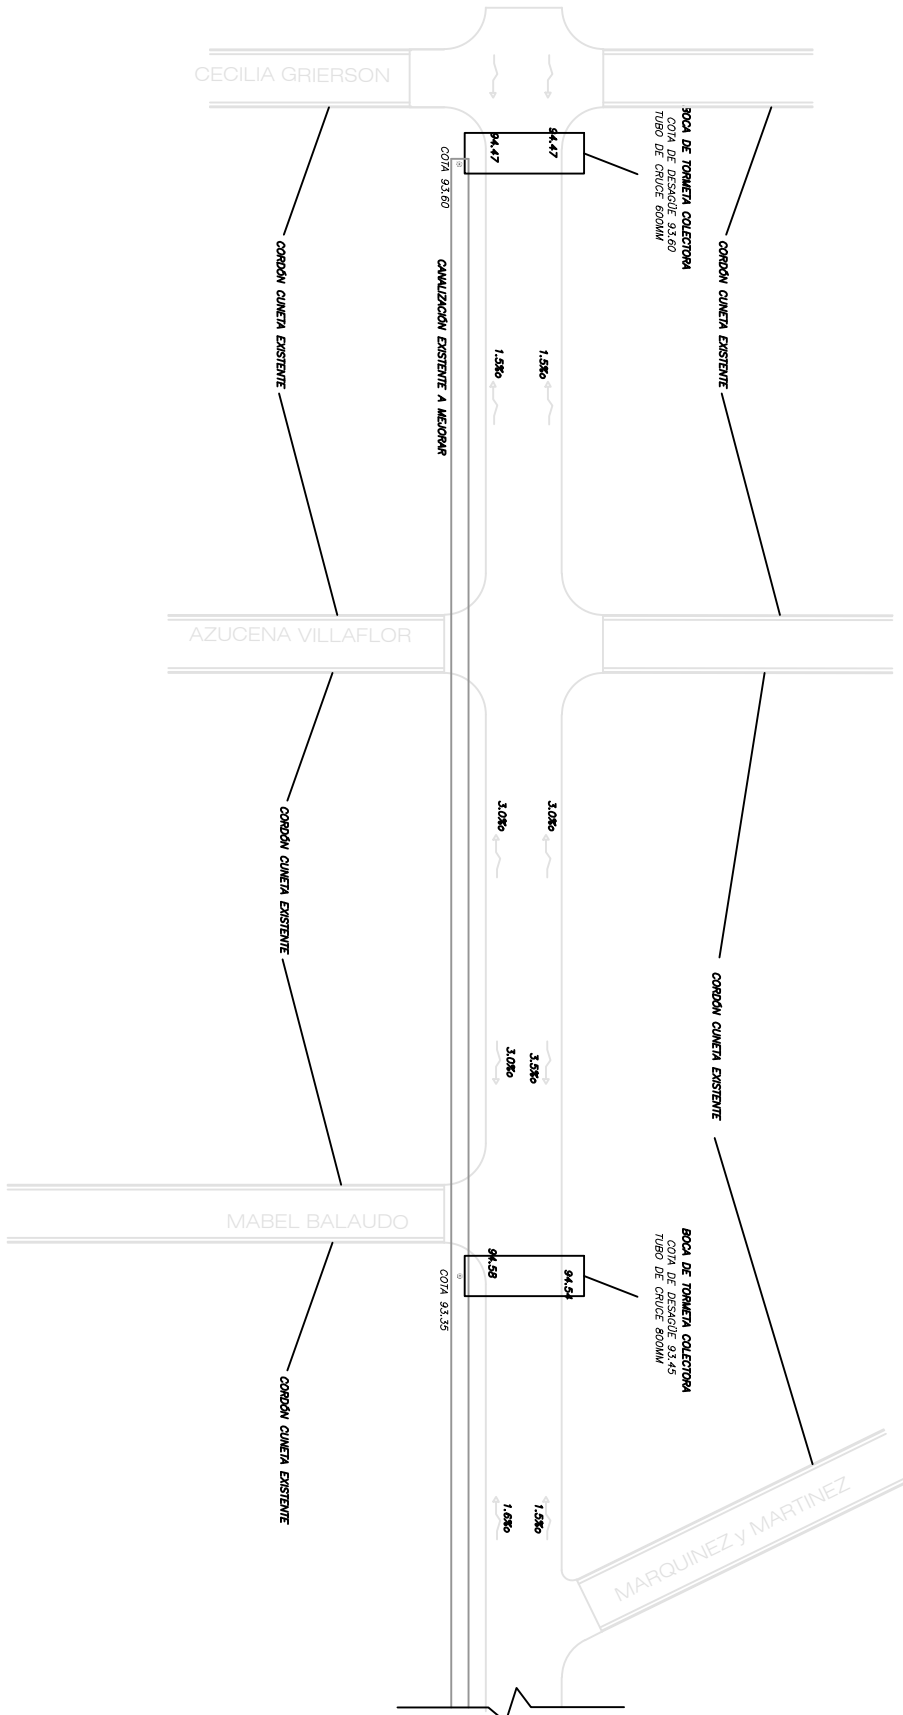 CECILIA GRIERSON
94.47
94.47
BOCA DE TORMETA COLECTORA
COTA DE DESAGÜE 93.60
TUBO DE CRUCE 600MM
COTA 93.60
CORDÓN CUNETA EXISTENTE
CANALIZACIÓN EXISTENTE A MEJORAR
CORDÓN CUNETA EXISTENTE
1.5%o
1.5%o
AZUCENA VILLAFLOR
3.0%o
3.0%o
CORDÓN CUNETA EXISTENTE
CORDÓN CUNETA EXISTENTE
3.0%o
3.5%o
MABEL BALAUDO
94.58
94.54
BOCA DE TORMETA COLECTORA
COTA DE DESAGÜE 93.45
TUBO DE CRUCE 800MM
COTA 93.35
CORDÓN CUNETA EXISTENTE
1.6%o
1.5%o
MARQUINEZ y MARTINEZ